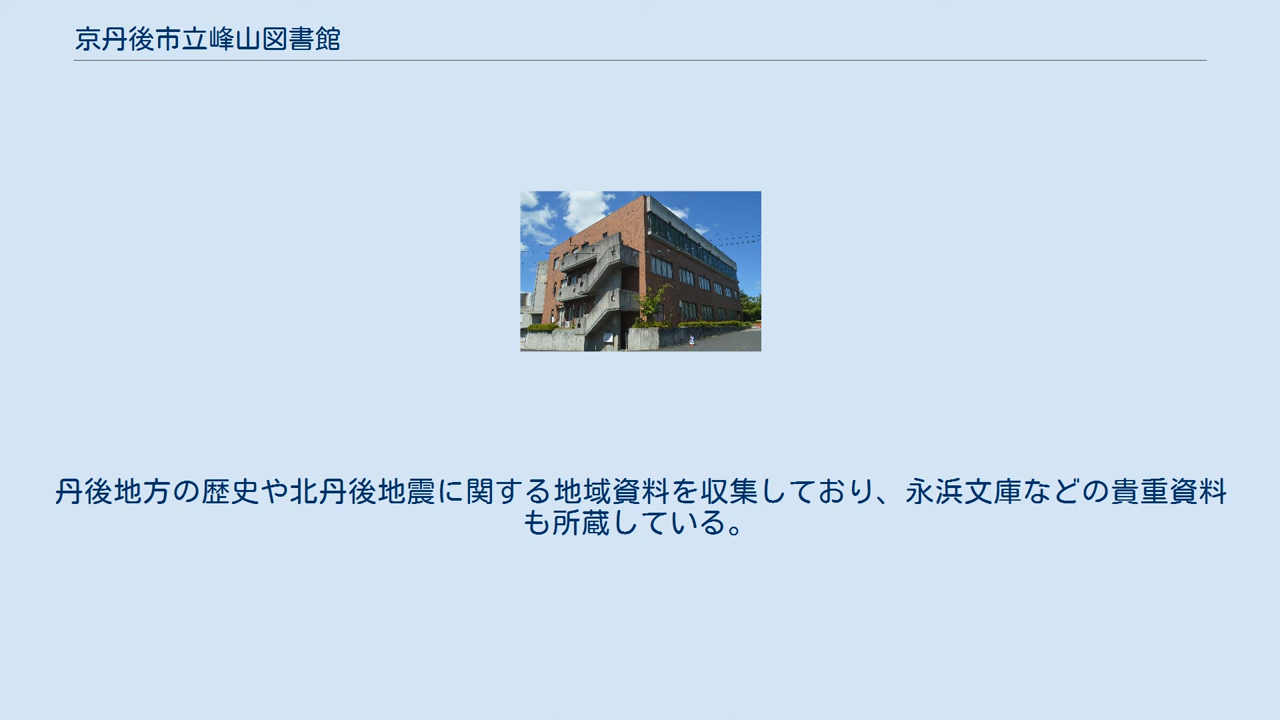 京丹後市立峰山図書館
丹後地方の歴史や北丹後地震に関する地域資料を収集しており、永浜文庫などの貴重資料
も所蔵している。